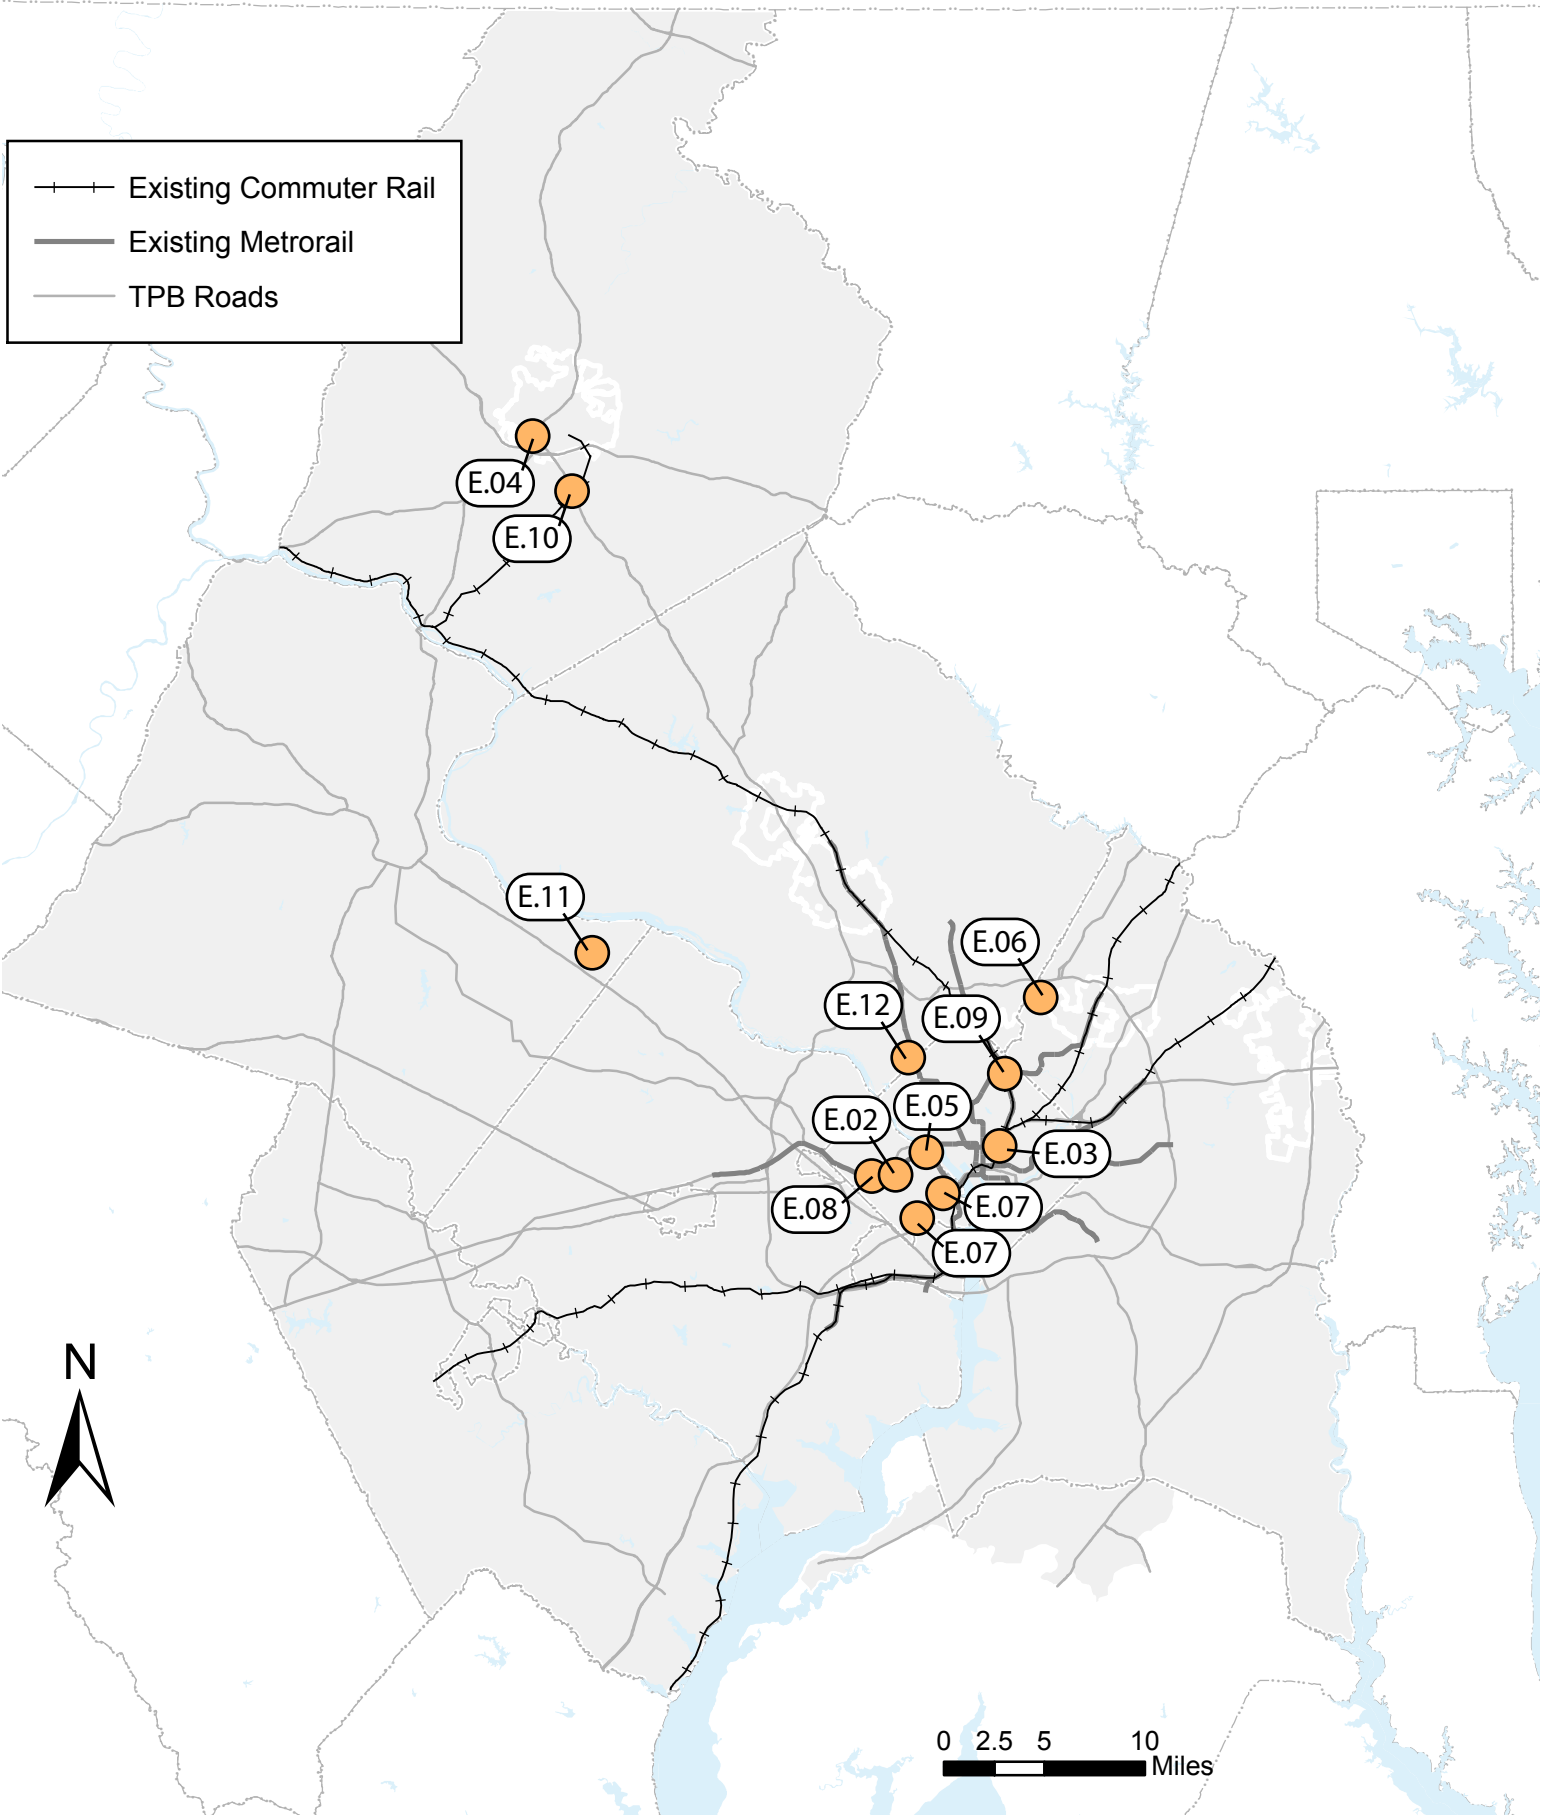 Existing Commuter Rail
Existing Metrorail
TPB Roads
E.04
E.10
E.11
E.06
E.12
E.09
E.05
E.02
E.03
E.08
E.07
E.07
N
0 2.5 5 10
Miles